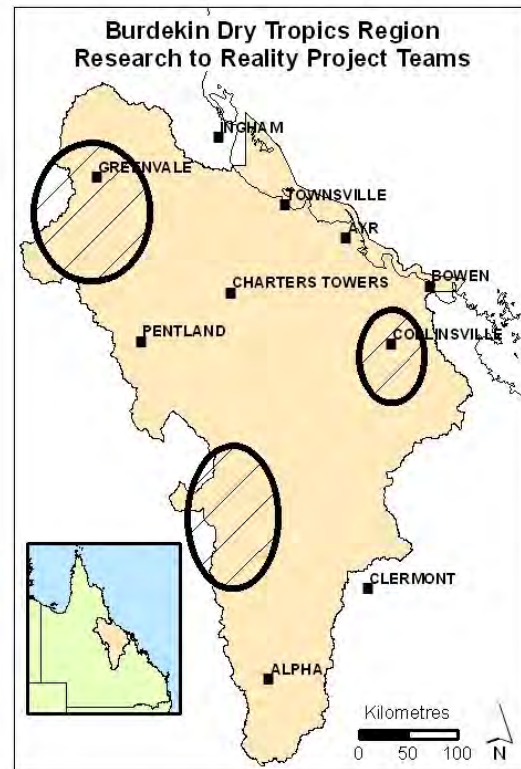 Burdekin Dry Tropics Region
Research to Reality Project Teams
INGHAM
GREENVALE
TOWNSVILLE
AYR
BOWEN
CHARTERS TOWERS
COLLINSVILLE
PENTLAND
CLERMONT
ALPHA
Kilometres
0 50 100
N